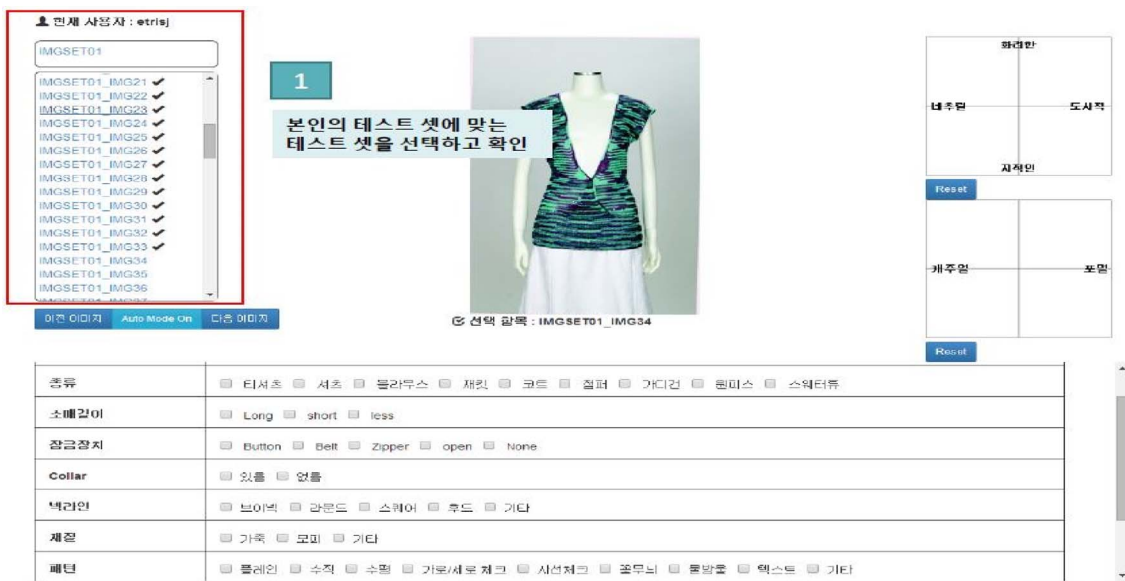 현재 사용자 : etrisj
IMGSET01
IMGSET01_IMG21 ✔
IMGSET01_IMG22 ✔
IMGSET01_IMG23 ✔
IMGSET01_IMG24 ✔
IMGSET01_IMG25 ✔
IMGSET01_IMG26 ✔
IMGSET01_IMG27 ✔
IMGSET01_IMG28 ✔
IMGSET01_IMG29 ✔
IMGSET01_IMG30 ✔
IMGSET01_IMG31 ✔
IMGSET01_IMG32 ✔
IMGSET01_IMG33 ✔
IMGSET01_IMG34
IMGSET01_IMG35
IMGSET01_IMG36
이전 이미지 Auto Mode On 다음 이미지
1
본인의 테스트 셋에 맞는
테스트 셋을 선택하고 확인
선택 항목 : IMGSET01_IMG34
화려한
네추럴 도시적
지적인
Reset
캐주얼 포멀
Reset
종류 티셔츠 셔츠 블라우스 재킷 코트 점퍼 가디건 원피스 스웨터류
소매길이 Long short less
잠금장치 Button Belt Zipper open None
Collar 있음 없음
넥라인 브이넥 라운드 스퀘어 후드 기타
재질 가죽 모피 기타
패턴 플레인 수직 수평 가로/세로 체크 사선체크 꽃무늬 물방울 텍스트 기타